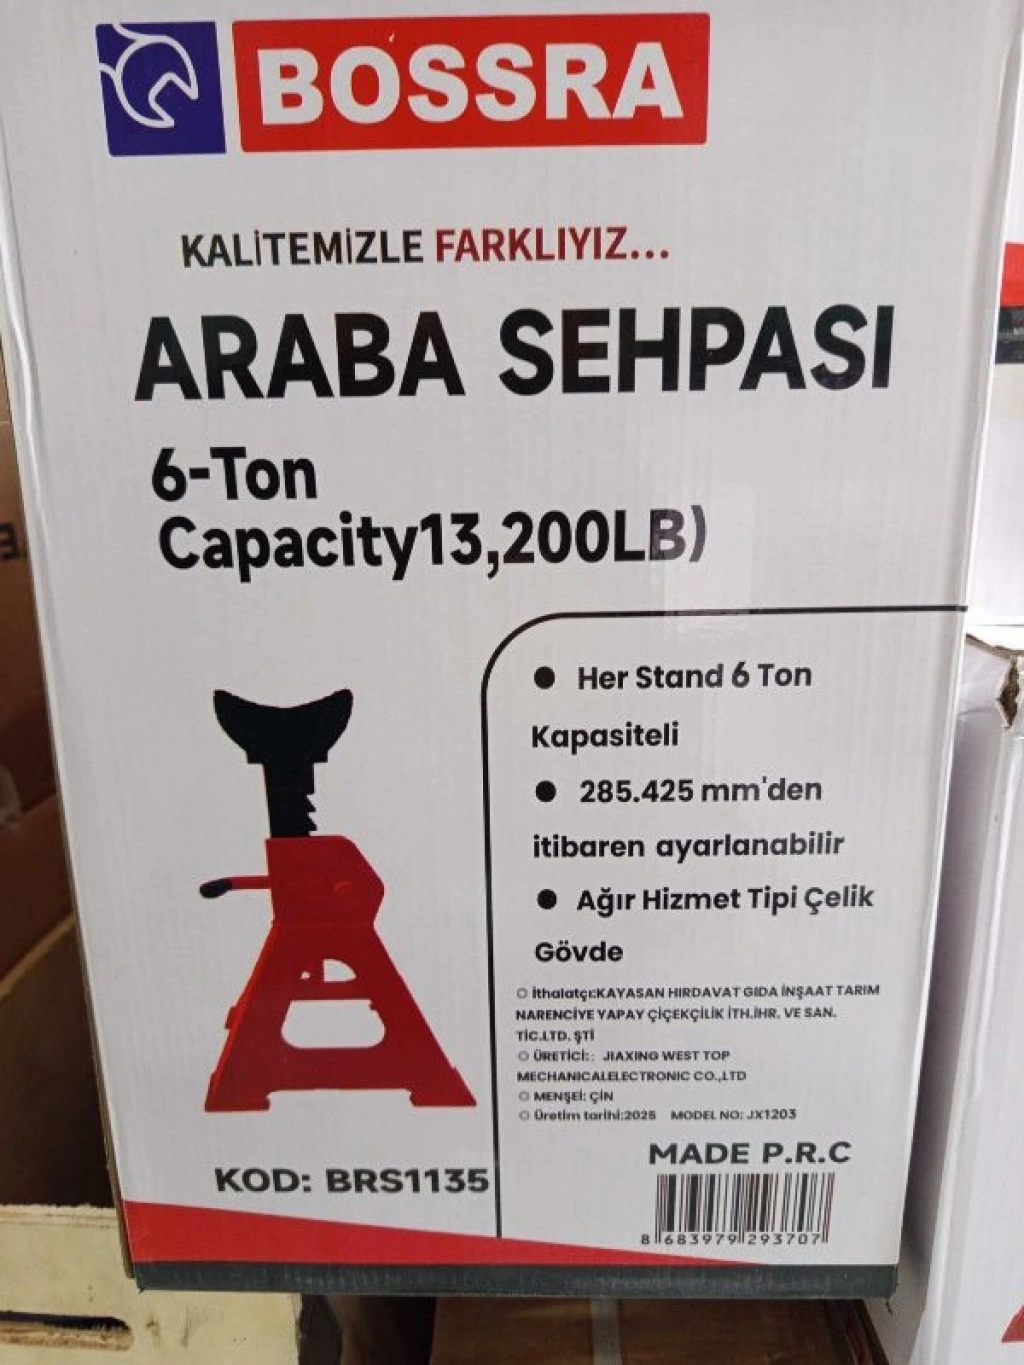 BOSSRA
KALİTEMİZLE FARKLIYIZ...
ARABA SEHPASI
6-Ton
Capacity13,200LB)
● Her Stand 6 Ton
Kapasiteli
● 285.425 mm'den
itibaren ayarlanabilir
● Ağır Hizmet Tipi Çelik
Gövde
○ İthalatçı:KAYASAN HIRDAVAT GIDA İNŞAAT TARIM
NARENCİYE YAPAY ÇİÇEKÇİLİK İTH.İHR. VE SAN.
TİC.LTD. ŞTİ
○ ÜRETİCİ:: JIAXING WEST TOP
MECHANICALELECTRONIC CO.,LTD
○ MENŞEİ: ÇİN
○ Üretim tarihi:2025 MODEL NO: JX1203
MADE P.R.C
KOD: BRS1135
8 683979 293707